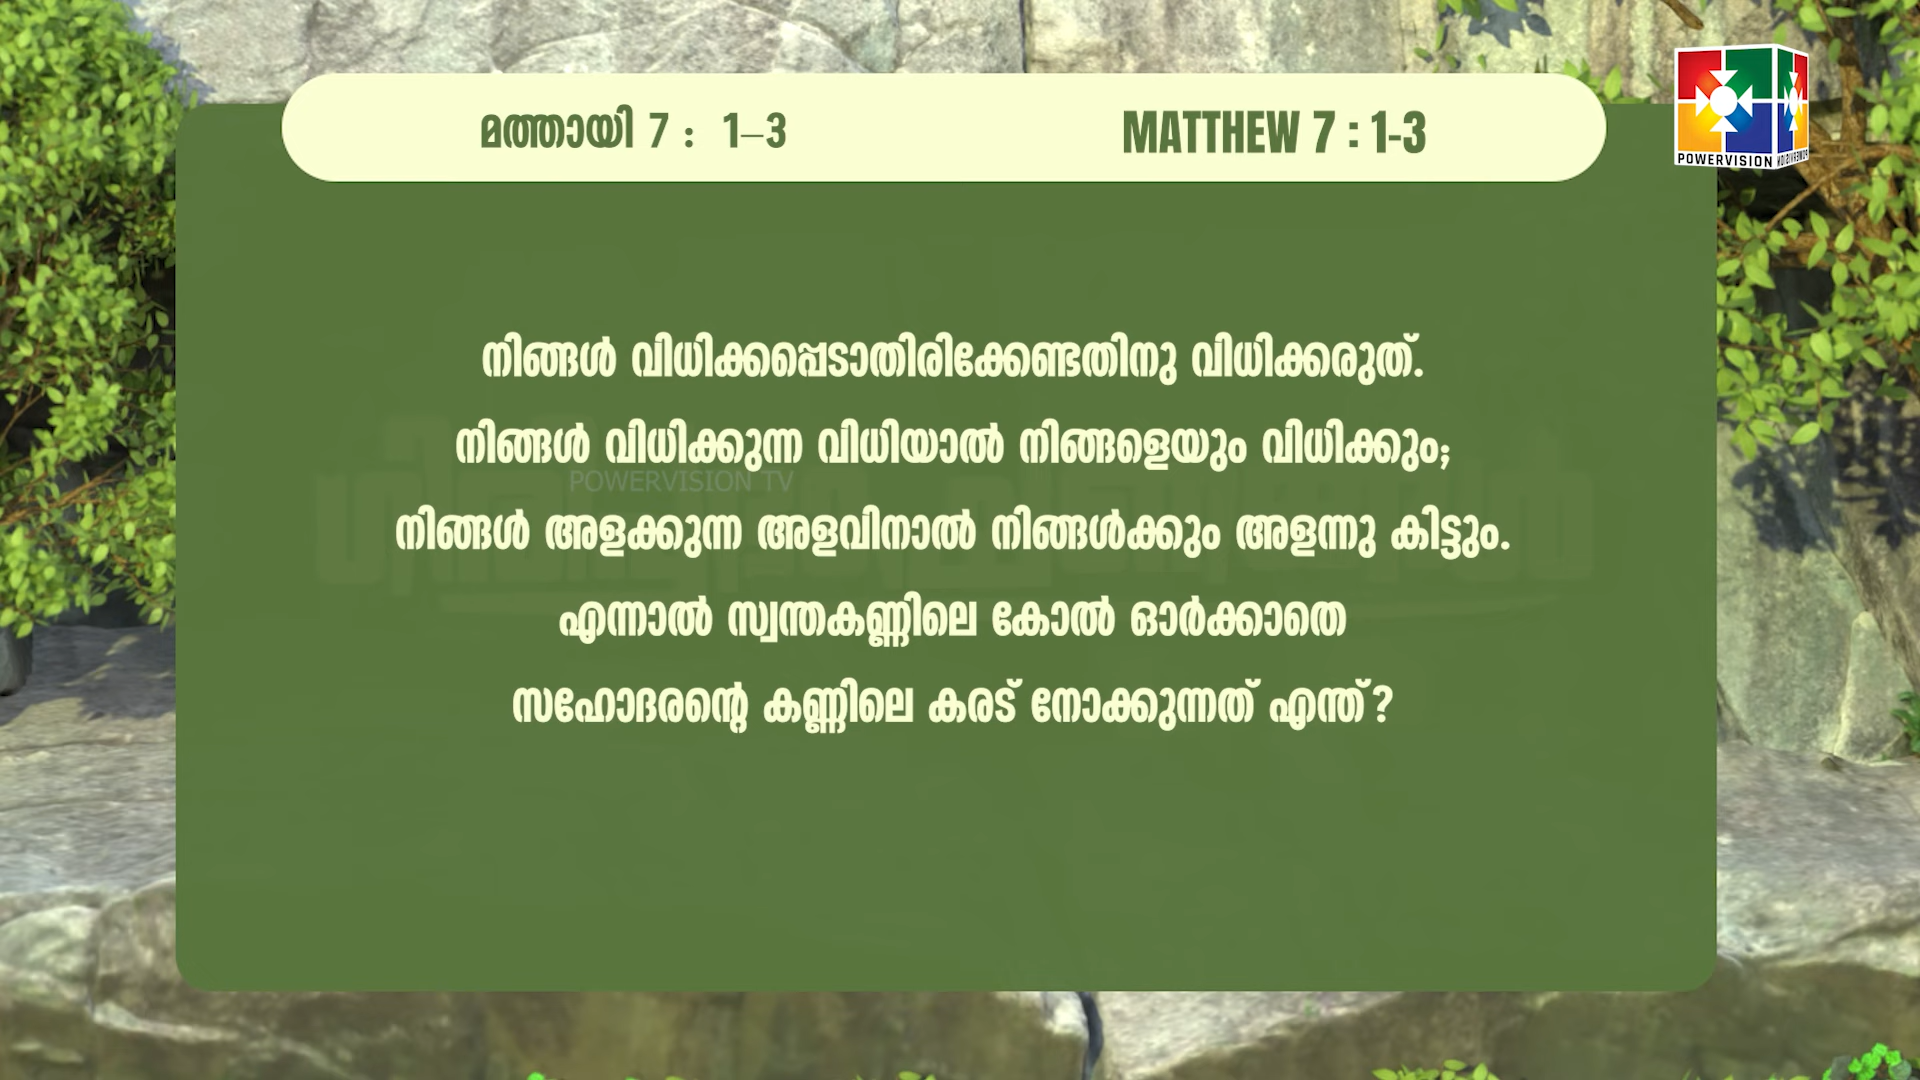 മത്തായി 7 : 1–3
MATTHEW 7 : 1-3
POWERVISION
നിങ്ങൾ വിധിക്കപ്പെടാതിരിക്കേണ്ടതിനു വിധിക്കരുത്.
നിങ്ങൾ വിധിക്കുന്ന വിധിയാൽ നിങ്ങളെയും വിധിക്കും;
POWERVISION TV
നിങ്ങൾ അളക്കുന്ന അളവിനാൽ നിങ്ങൾക്കും അളന്നു കിട്ടും.
എന്നാൽ സ്വന്തകണ്ണിലെ കോൽ ഓർക്കാതെ
സഹോദരന്റെ കണ്ണിലെ കരട് നോക്കുന്നത് എന്ത്?